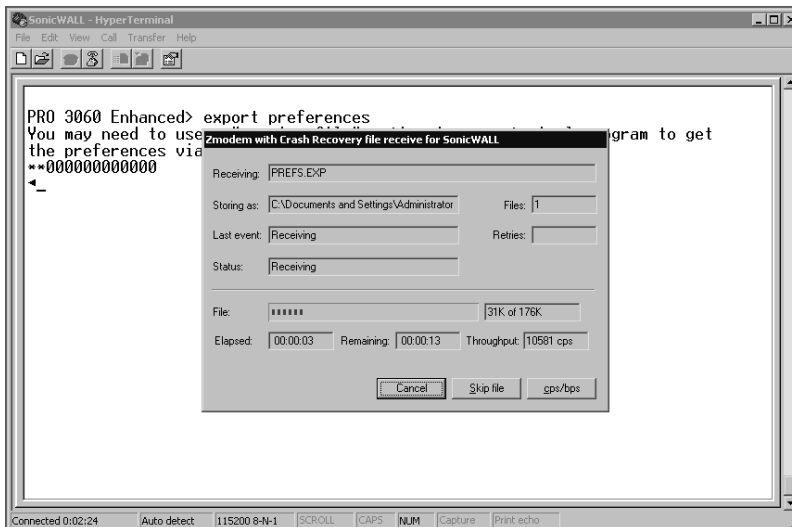 SonicWALL - HyperTerminal
File Edit View Call Transfer Help
PRO 3060 Enhanced> export preferences
You may need to use ogram to get
the preferences via
**000000000000
Zmodem with Crash Recovery file receive for SonicWALL
Receiving: PREFS.EXP
Storing as: C:\Documents and Settings\Administrator Files: 1
Last event: Receiving Retries:
Status: Receiving
File: 31K of 176K
Elapsed: 00:00:03 Remaining: 00:00:13 Throughput: 10581 cps
Cancel Skip file cps/bps
Connected 0:02:24 Auto detect 115200 8-N-1 SCROLL CAPS NUM Capture Print echo